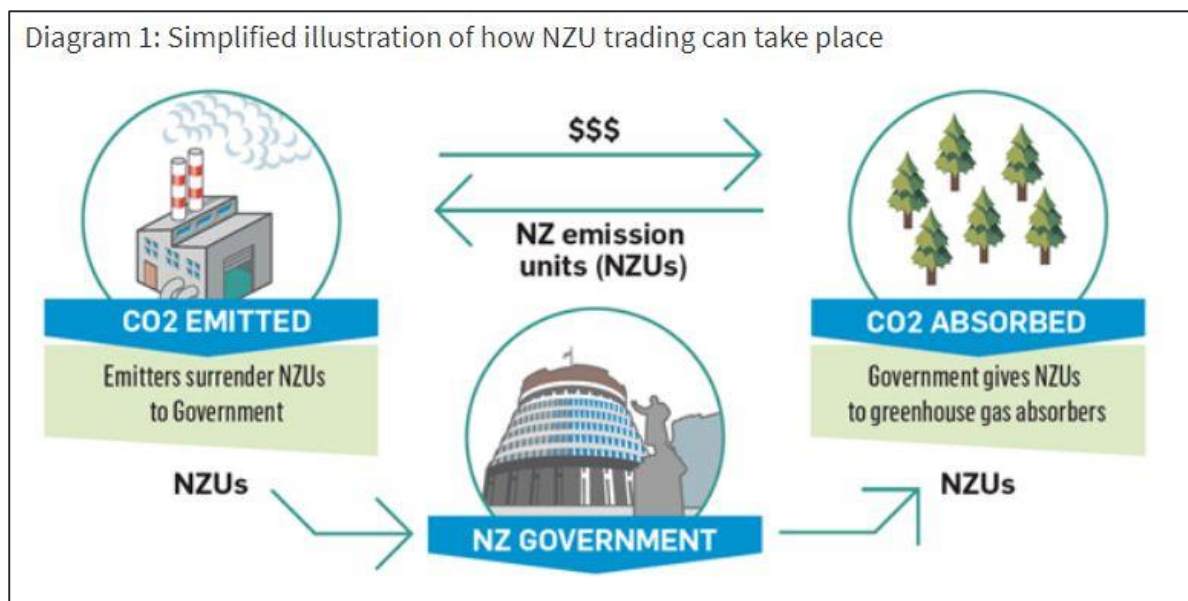 Diagram 1: Simplified illustration of how NZU trading can take place
$$$
NZ emission
units (NZUs)
CO2 EMITTED
Emitters surrender NZUs
to Government
NZUs
CO2 ABSORBED
Government gives NZUs
to greenhouse gas absorbers
NZUs
NZ GOVERNMENT